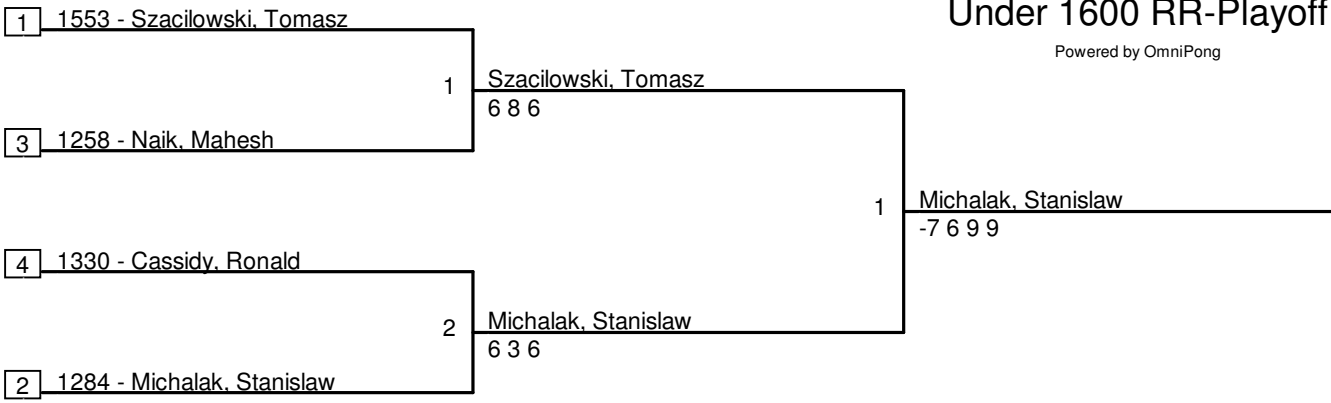 Under 1600 RR-Playoff
Powered by OmniPong
1 1553 - Szacilowski, Tomasz
1 Szacilowski, Tomasz
6 8 6
3 1258 - Naik, Mahesh
1 Michalak, Stanislaw
-7 6 9 9
4 1330 - Cassidy, Ronald
2 Michalak, Stanislaw
6 3 6
2 1284 - Michalak, Stanislaw